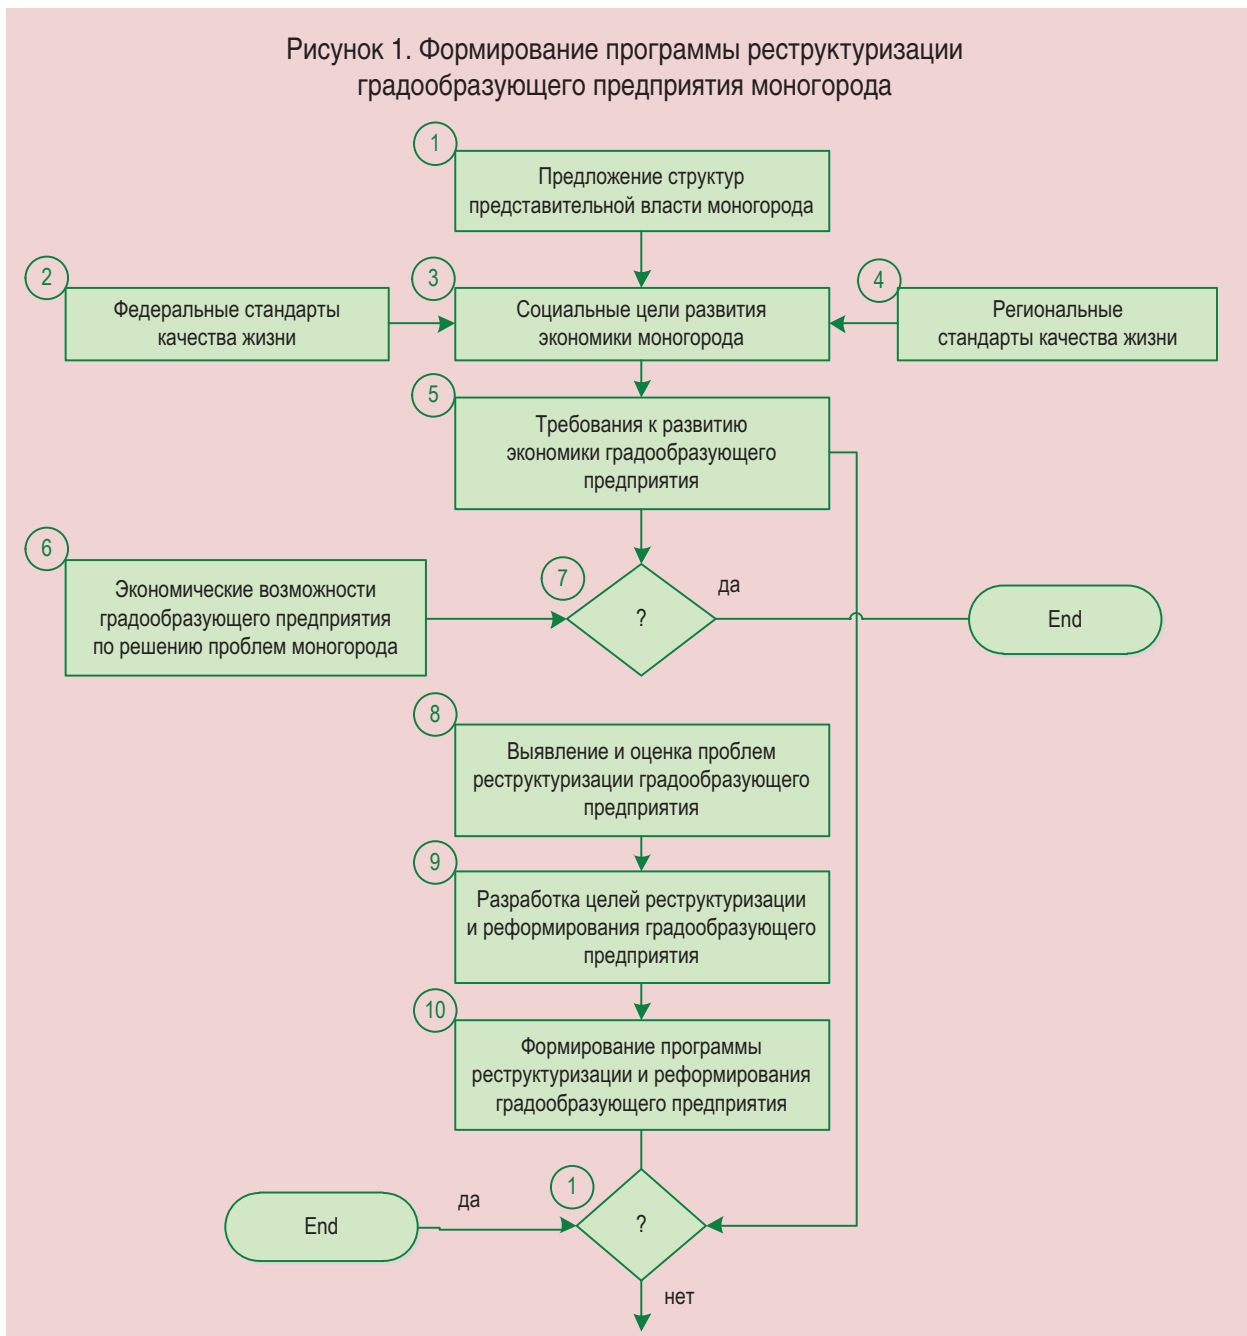 Рисунок 1. Формирование программы реструктуризации
градообразующего предприятия моногорода
1
Предложение структур
представительной власти моногорода
2
Федеральные стандарты
качества жизни
3
Социальные цели развития
экономики моногорода
4
Региональные
стандарты качества жизни
5
Требования к развитию
экономики градообразующего
предприятия
6
Экономические возможности
градообразующего предприятия
по решению проблем моногорода
7
?
да
End
8
Выявление и оценка проблем
реструктуризации градообразующего
предприятия
9
Разработка целей реструктуризации
и реформирования градообразующего
предприятия
10
Формирование программы
реструктуризации и реформирования
градообразующего предприятия
End
да
1
?
нет